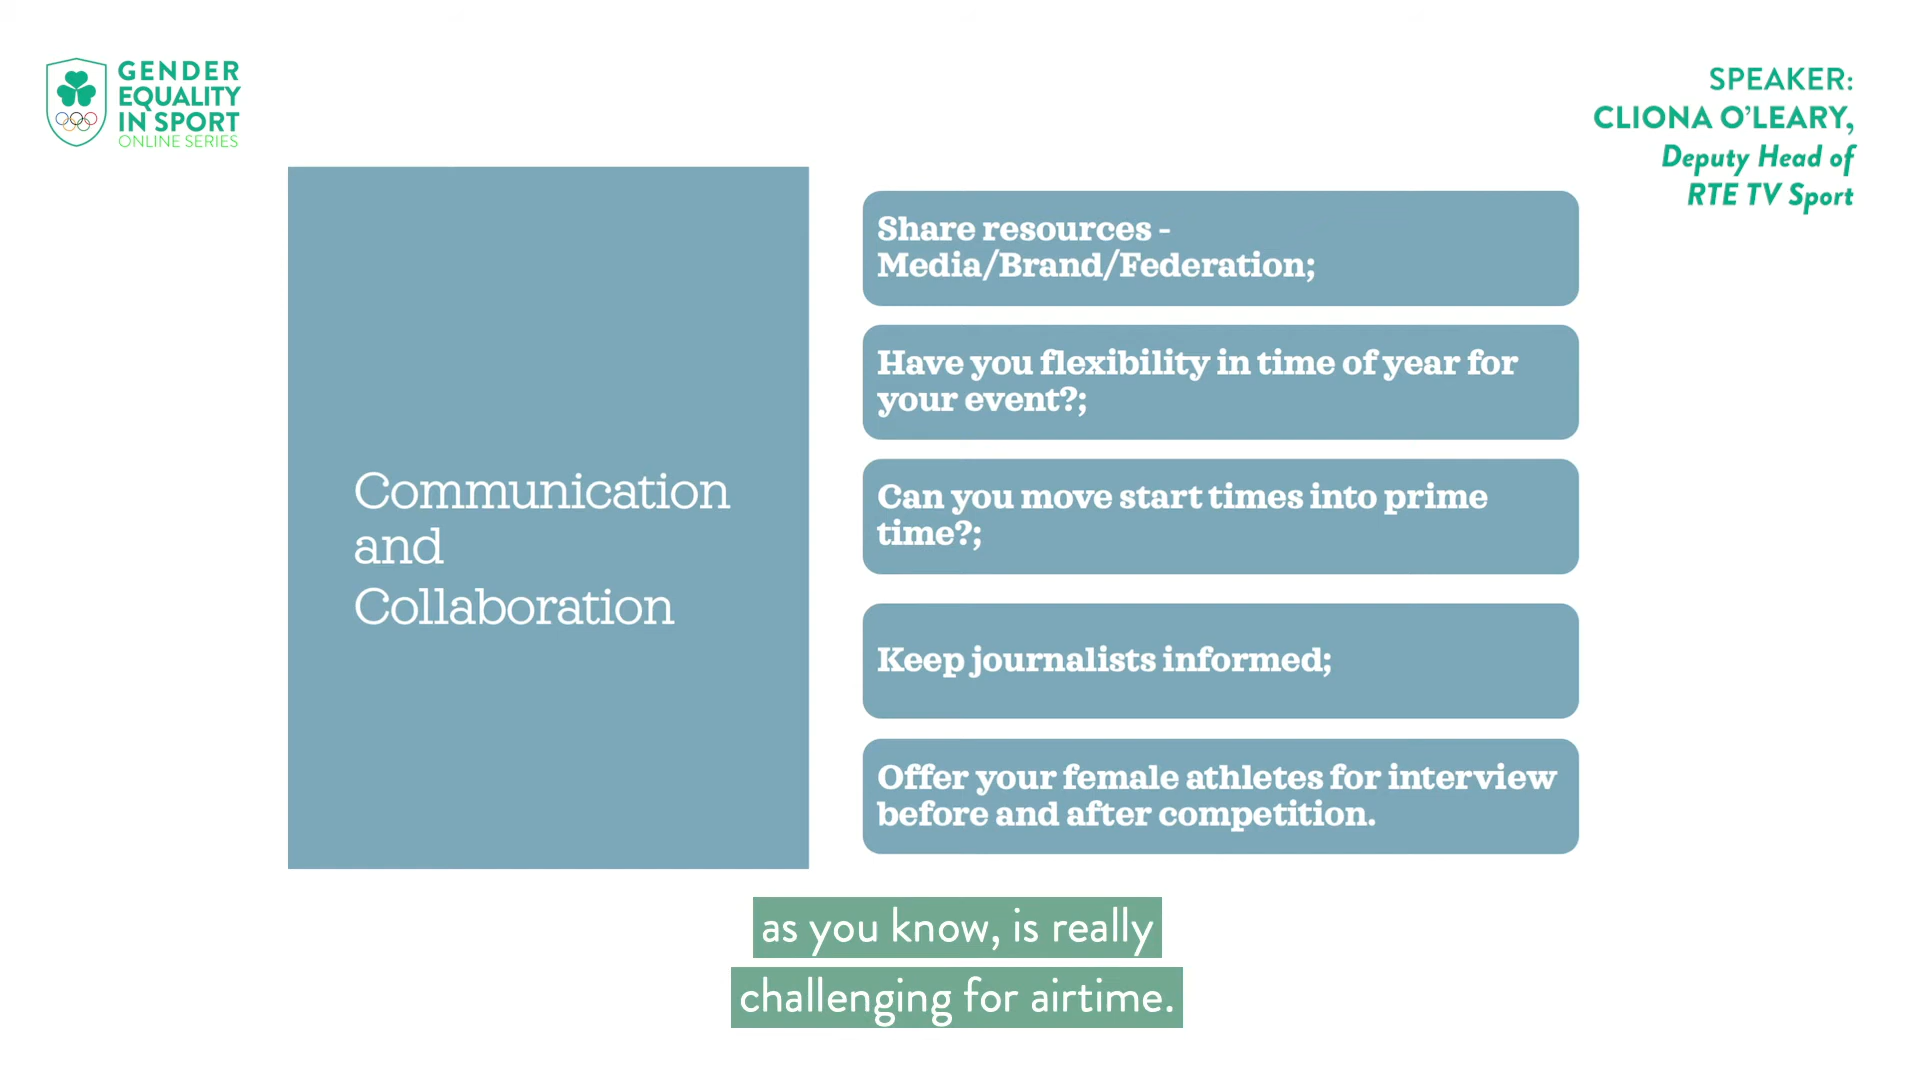 GENDER
EQUALITY
IN SPORT
ONLINE SERIES
SPEAKER:
CLIONA O'LEARY,
Deputy Head of
RTE TV Sport
Communication
and
Collaboration
Share resources -
Media/Brand/Federation;
Have you flexibility in time of year for
your event?;
Can you move start times into prime
time?;
Keep journalists informed;
Offer your female athletes for interview
before and after competition.
as you know, is really
challenging for airtime.